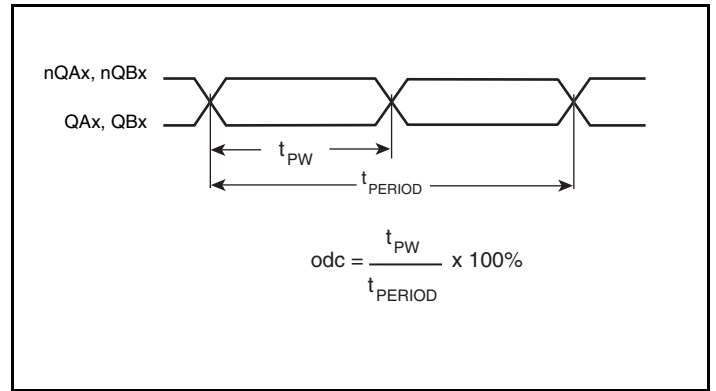 nQAx, nQBx
QAx, QBx
tPW
tPERIOD
odc = tPW / tPERIOD x 100%